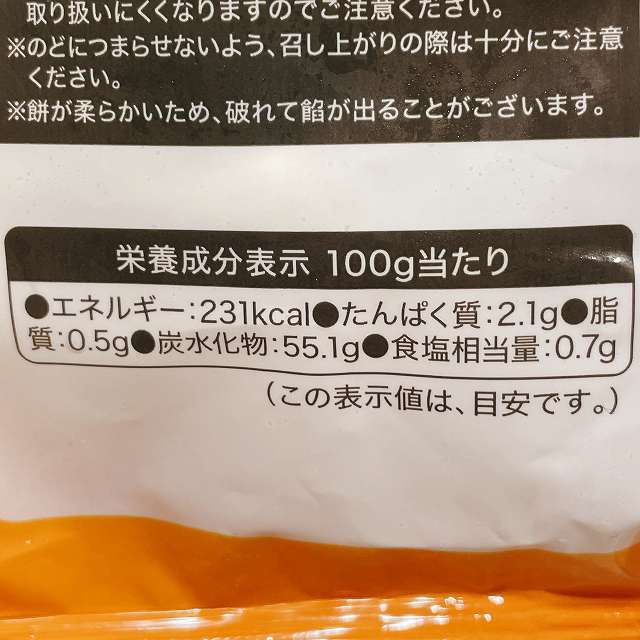 取り扱いにくくなりますのでご注意ください。
※のどにつまらせないよう、召し上がりの際は十分にご注意
ください。
※餅が柔らかいため、破れて餡が出ることがございます。
栄養成分表示 100g当たり
●エネルギー:231kcal●たんぱく質:2.1g●脂
質:0.5g●炭水化物:55.1g●食塩相当量:0.7g
(この表示値は、目安です。)